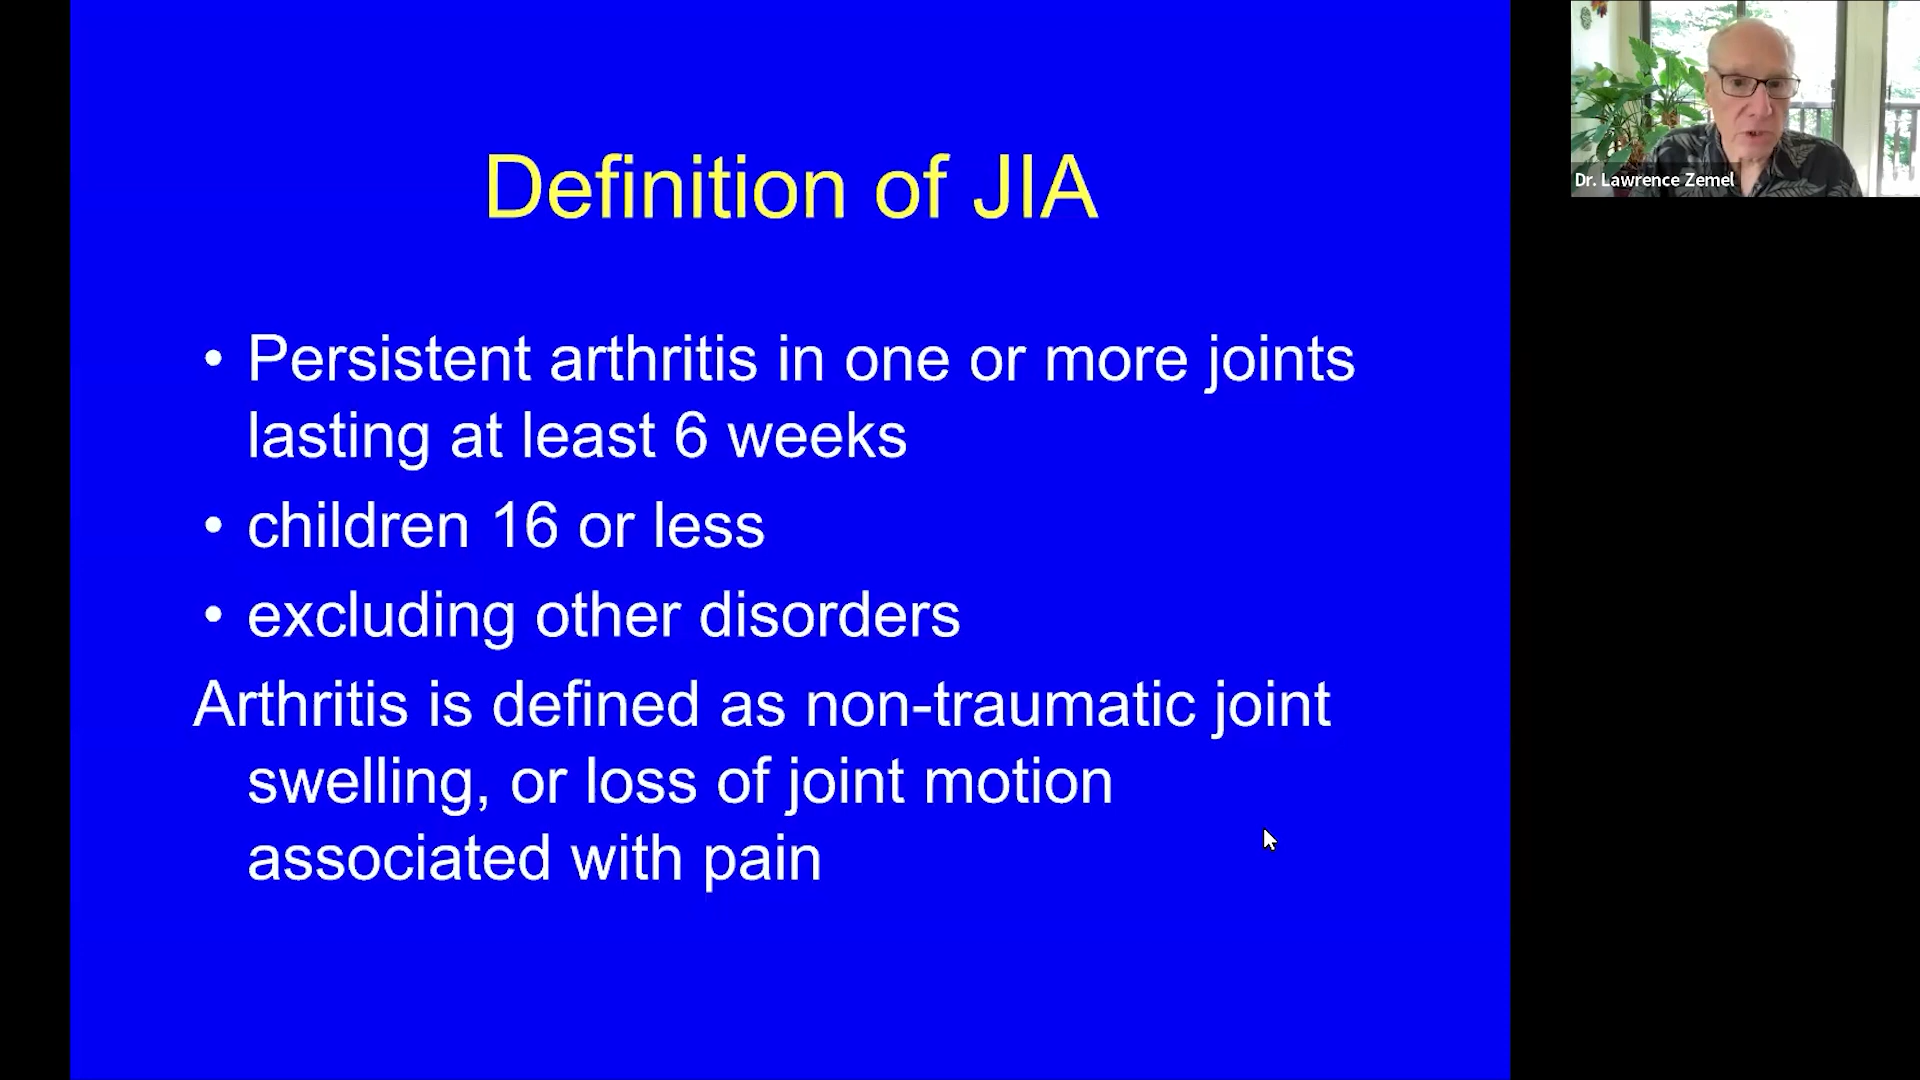 Definition of JIA
• Persistent arthritis in one or more joints
lasting at least 6 weeks
• children 16 or less
• excluding other disorders
Arthritis is defined as non-traumatic joint
swelling, or loss of joint motion
associated with pain
Dr. Lawrence Zemel